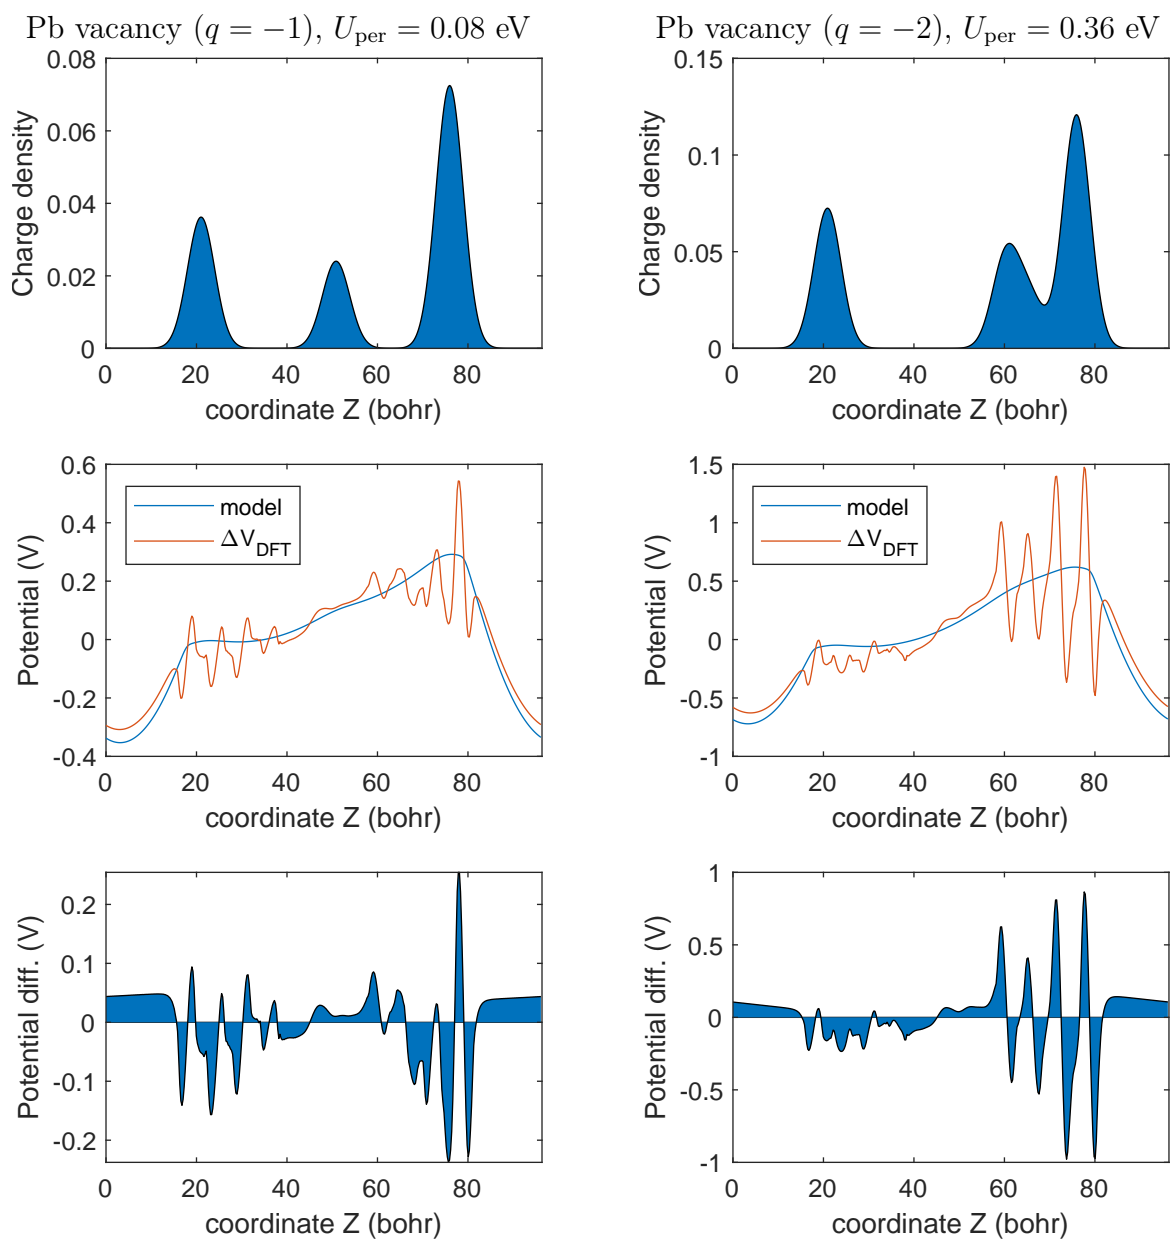 Pb vacancy (q = −1), U_per = 0.08 eV
0.08
0.06
0.04
0.02
0
Charge density
0 20 40 60 80
coordinate Z (bohr)
Pb vacancy (q = −2), U_per = 0.36 eV
0.15
0.1
0.05
0
Charge density
0 20 40 60 80
coordinate Z (bohr)
0.6
0.4
0.2
0
-0.2
-0.4
Potential (V)
model
ΔV_DFT
0 20 40 60 80
coordinate Z (bohr)
1.5
1
0.5
0
-0.5
-1
Potential (V)
model
ΔV_DFT
0 20 40 60 80
coordinate Z (bohr)
0.2
0.1
0
-0.1
-0.2
Potential diff. (V)
0 20 40 60 80
coordinate Z (bohr)
1
0.5
0
-0.5
-1
Potential diff. (V)
0 20 40 60 80
coordinate Z (bohr)